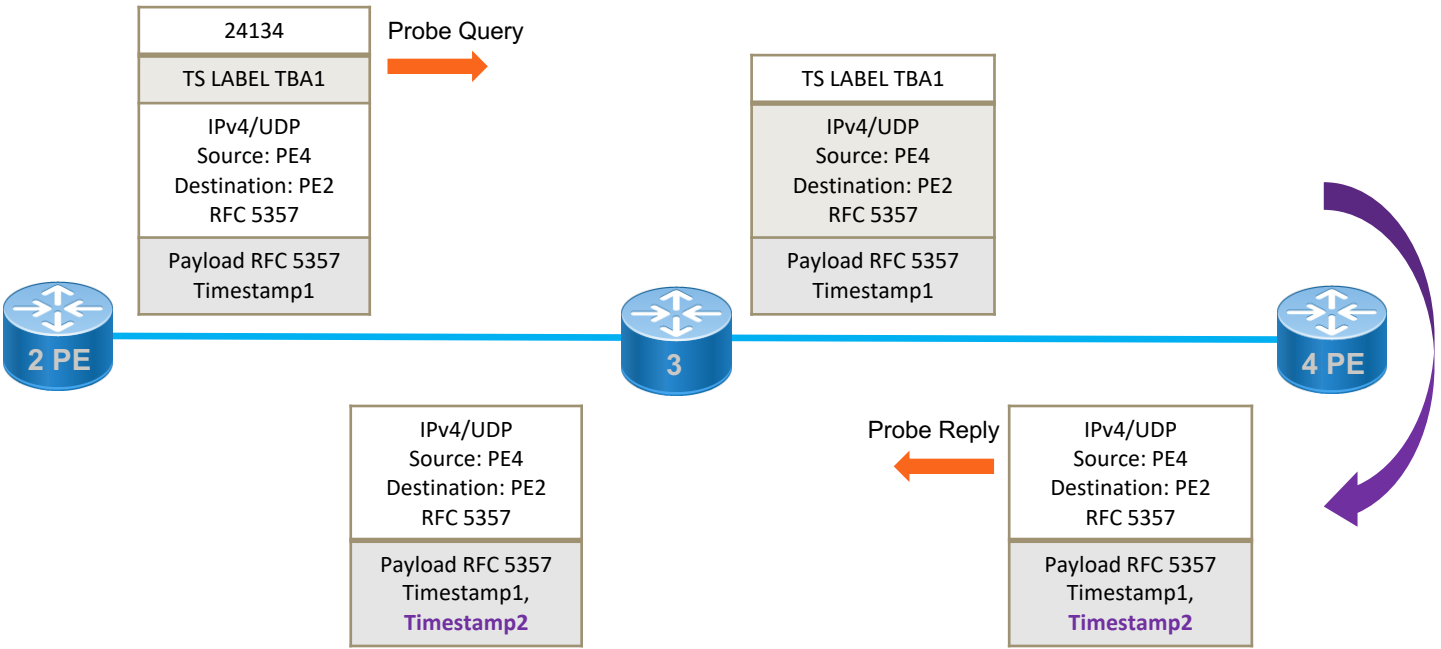 24134
Probe Query
TS LABEL TBA1
IPv4/UDP
Source: PE4
Destination: PE2
RFC 5357
Payload RFC 5357
Timestamp1
TS LABEL TBA1
IPv4/UDP
Source: PE4
Destination: PE2
RFC 5357
Payload RFC 5357
Timestamp1
2 PE
3
4 PE
IPv4/UDP
Source: PE4
Destination: PE2
RFC 5357
Payload RFC 5357
Timestamp1,
Timestamp2
Probe Reply
IPv4/UDP
Source: PE4
Destination: PE2
RFC 5357
Payload RFC 5357
Timestamp1,
Timestamp2